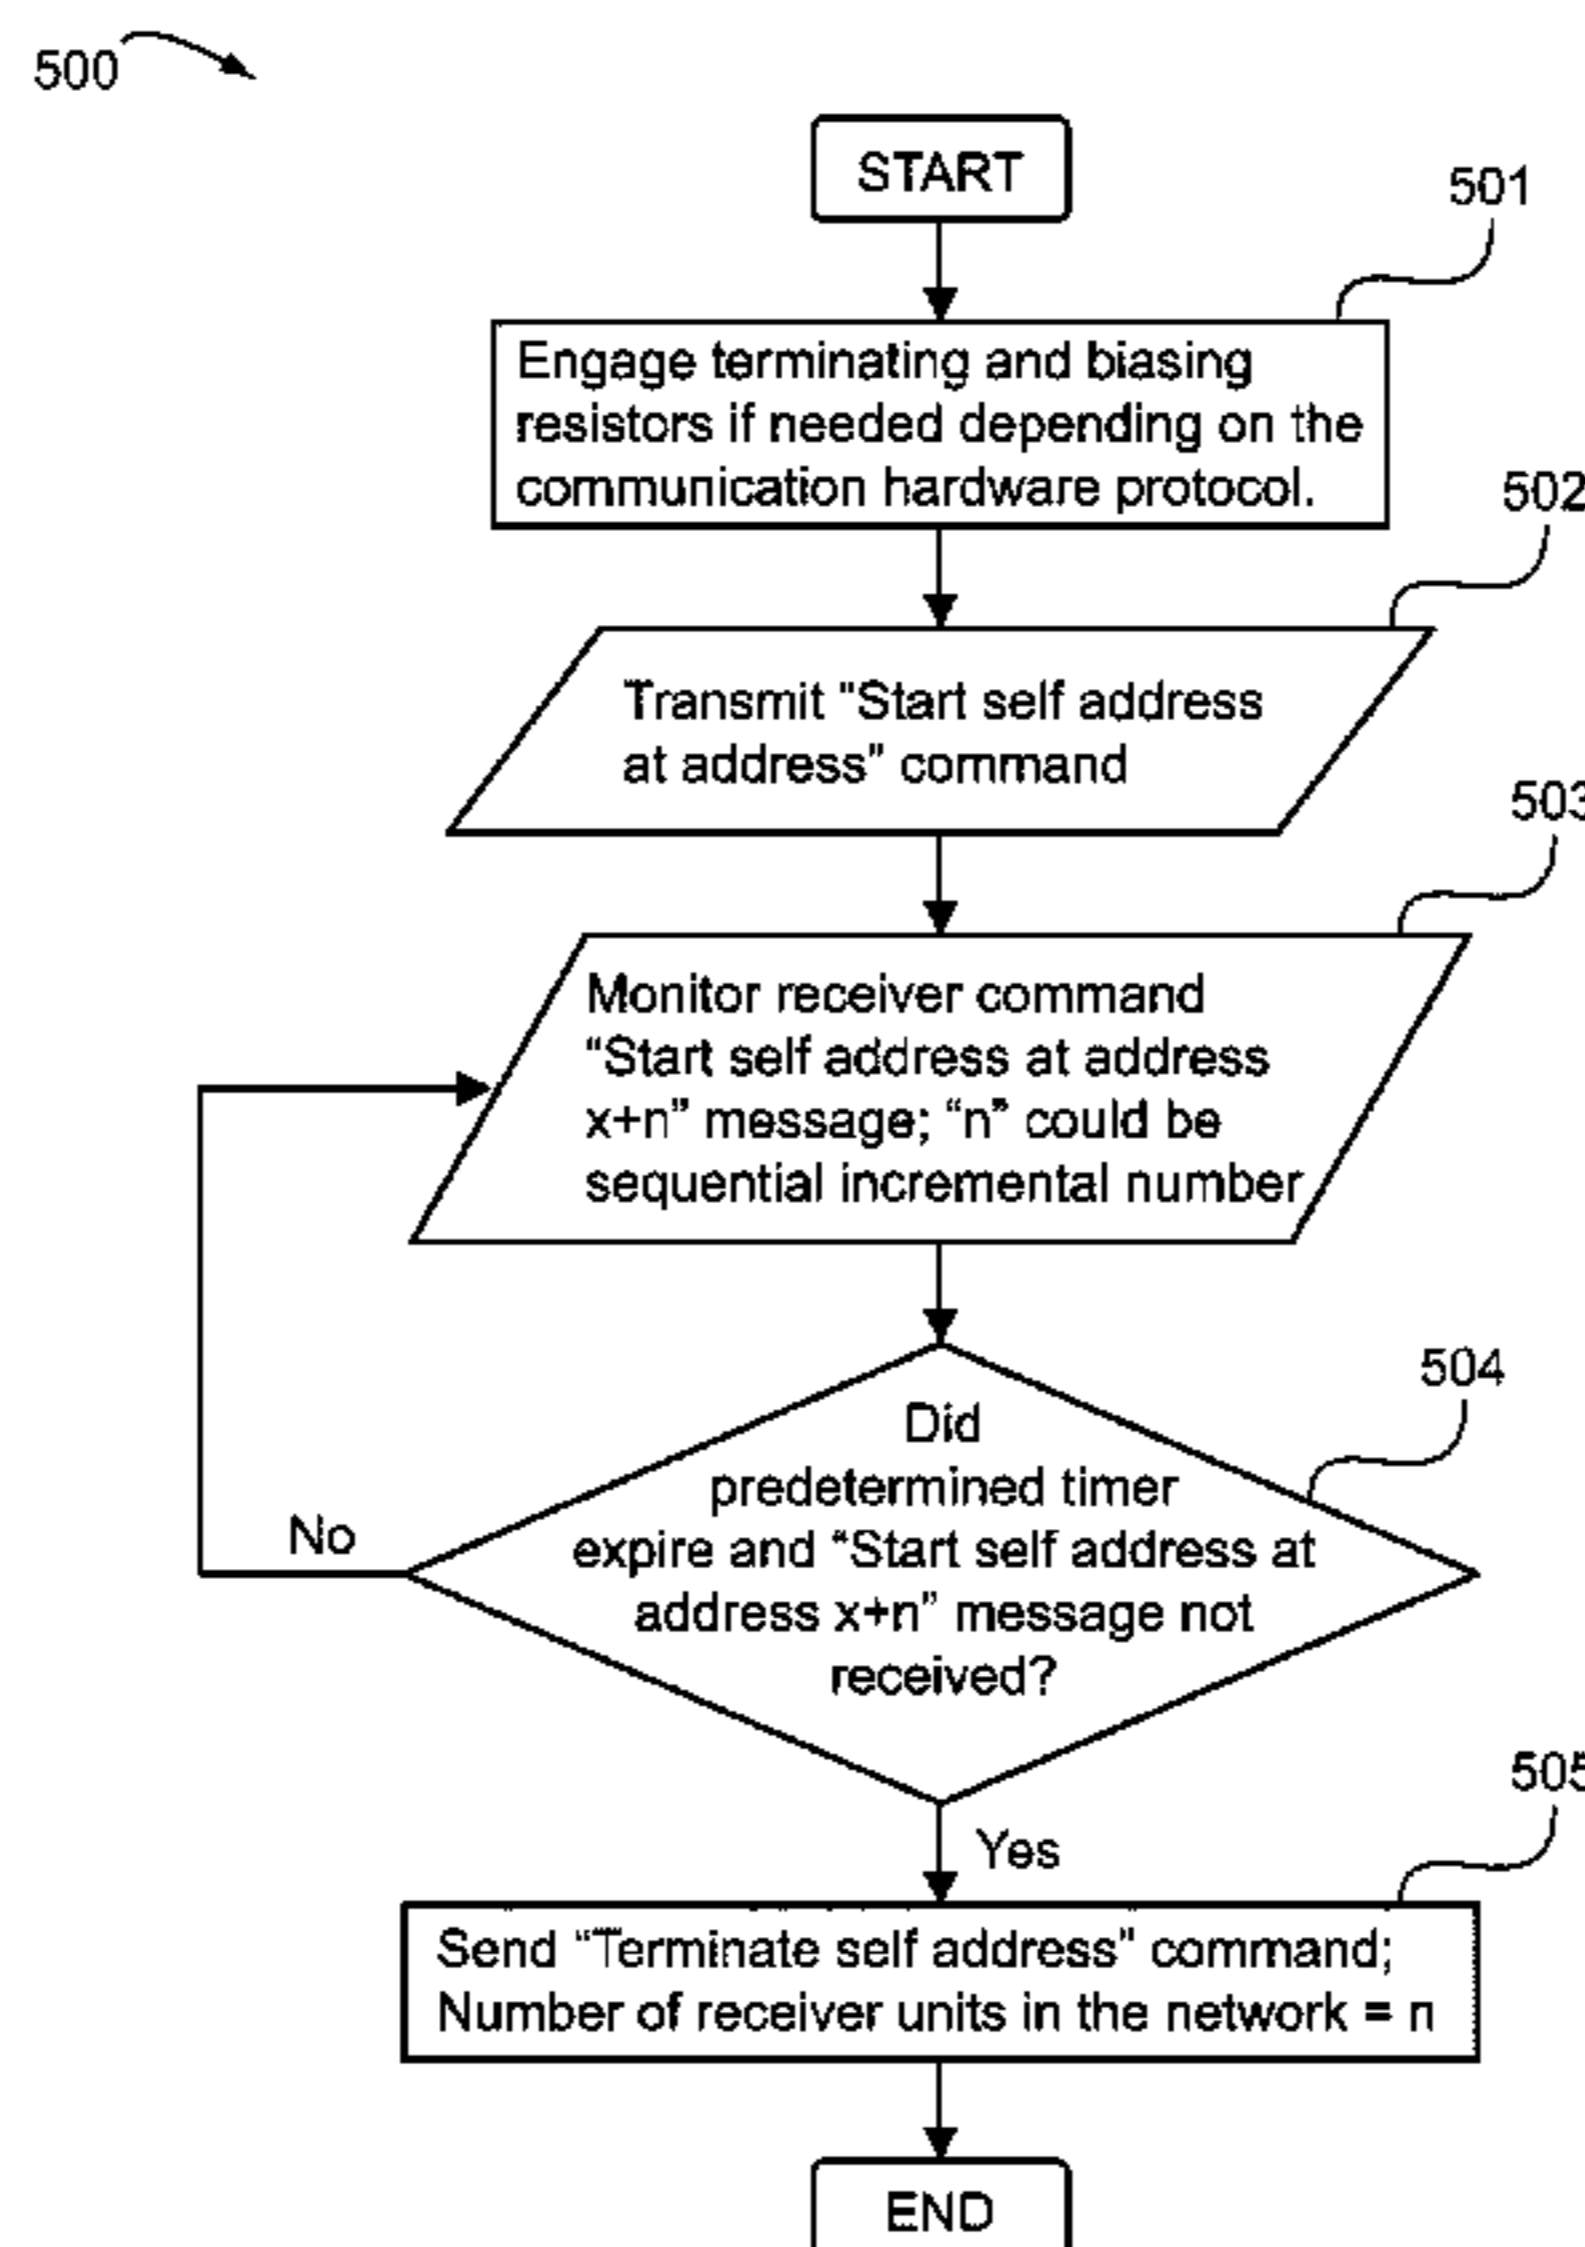 500
START
501
Engage terminating and biasing
resistors if needed depending on the
communication hardware protocol.
502
Transmit "Start self address
at address" command
503
Monitor receiver command
“Start self address at address
x+n” message; “n” could be
sequential incremental number
504
Did
predetermined timer
expire and “Start self address at
address x+n” message not
received?
No
Yes
505
Send “Terminate self address” command;
Number of receiver units in the network = n
END